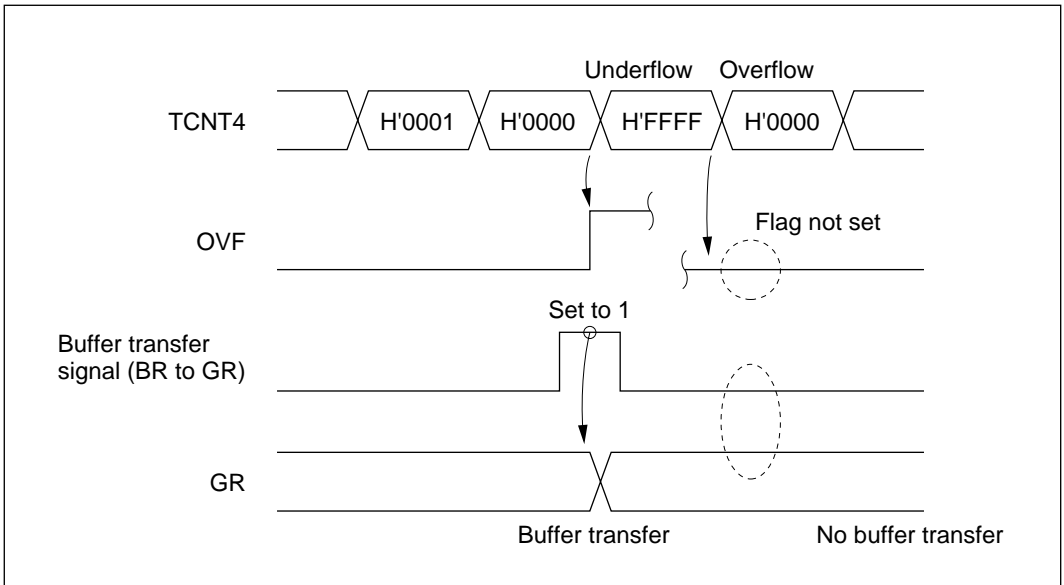 Underflow Overflow
TCNT4 H'0001 H'0000 H'FFFF H'0000
Flag not set
OVF
Set to 1
Buffer transfer
signal (BR to GR)
GR
Buffer transfer No buffer transfer